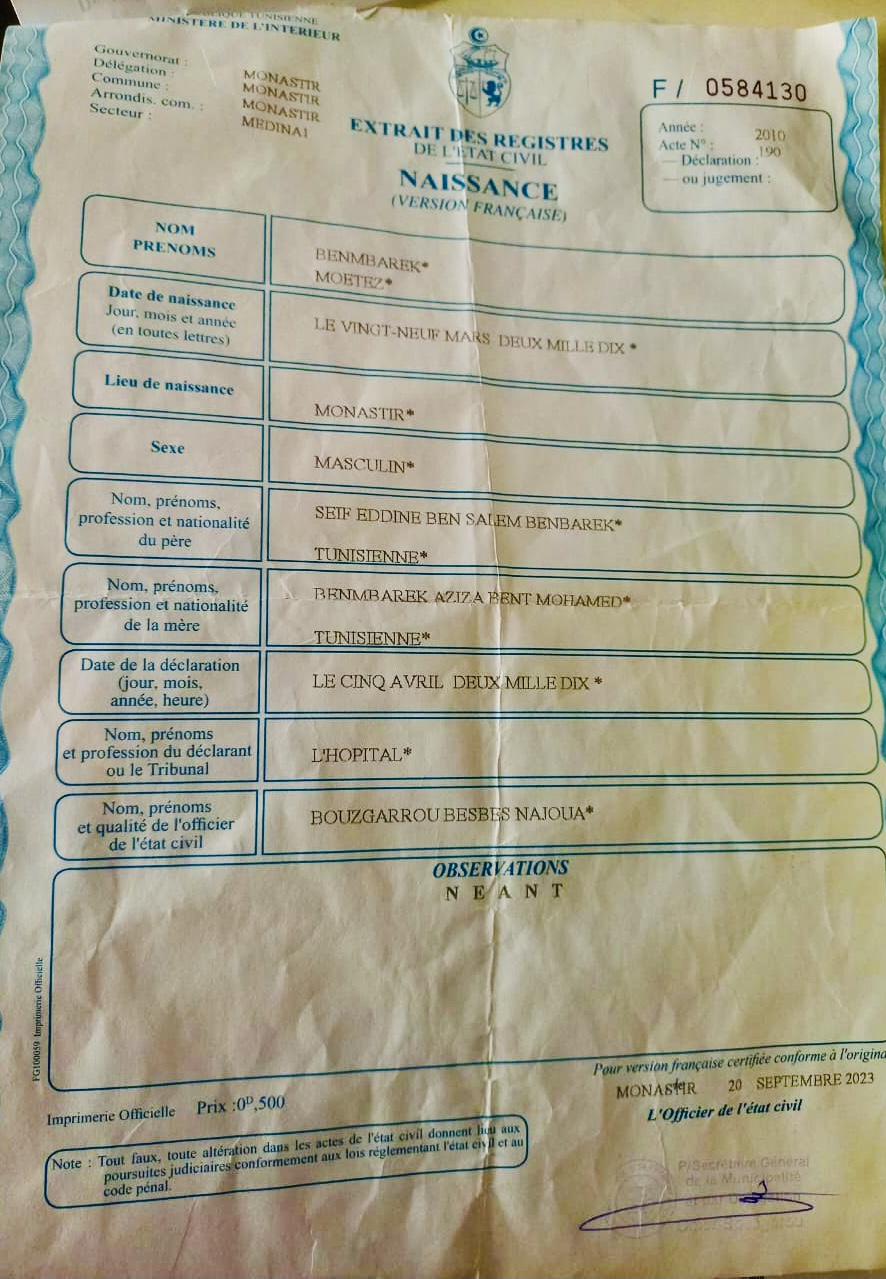 MINISTERE DE L'INTERIEUR
Gouvernorat : MONASTIR
Délégation : MONASTIR
Commune : MONASTIR
Arrondis. com. : MEDINA1
Secteur :
F / 0584130
EXTRAIT DES REGISTRES
DE L'ETAT CIVIL
NAISSANCE
(VERSION FRANÇAISE)
Année : 2010
Acte N° : 190
— Déclaration :
— ou jugement :
NOM
PRENOMS
BENMBAREK*
MOETEZ*
Date de naissance
Jour, mois et année
(en toutes lettres)
LE VINGT-NEUF MARS DEUX MILLE DIX *
Lieu de naissance
MONASTIR*
Sexe
MASCULIN*
Nom, prénoms,
profession et nationalité
du père
SEIF EDDINE BEN SALEM BENBAREK*
TUNISIENNE*
Nom, prénoms,
profession et nationalité
de la mère
BENMBAREK AZIZA BENT MOHAMED*
TUNISIENNE*
Date de la déclaration
(jour, mois,
année, heure)
LE CINQ AVRIL DEUX MILLE DIX *
Nom, prénoms
et profession du déclarant
ou le Tribunal
L'HOPITAL*
Nom, prénoms
et qualité de l'officier
de l'état civil
BOUZGARROU BESBES NAJOUA*
OBSERVATIONS
N E A N T
FG100059 Imprimerie Officielle
Pour version française certifiée conforme à l'origina
MONASTIR 20 SEPTEMBRE 2023
L'Officier de l'état civil
Imprimerie Officielle Prix :0ᴰ,500
Note : Tout faux, toute altération dans les actes de l'état civil donnent lieu aux
poursuites judiciaires conformement aux lois réglementant l'état civil et au
code pénal.
P/Secrétaire Général
de la Municipalité